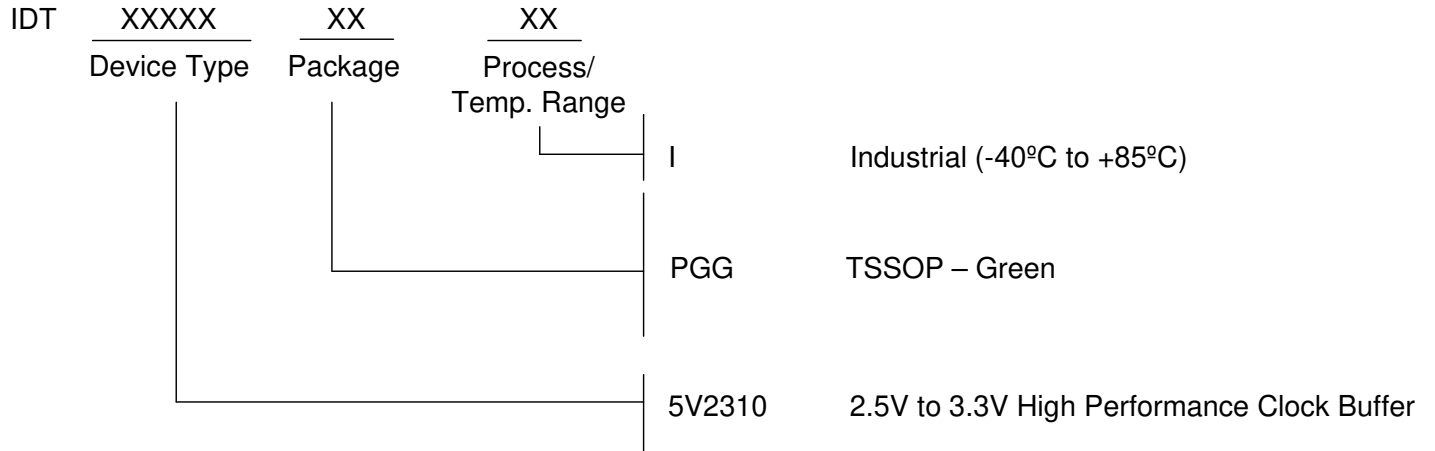 IDT XXXXX XX XX
Device Type Package Process/
Temp. Range
I Industrial (-40ºC to +85ºC)
PGG TSSOP – Green
5V2310 2.5V to 3.3V High Performance Clock Buffer